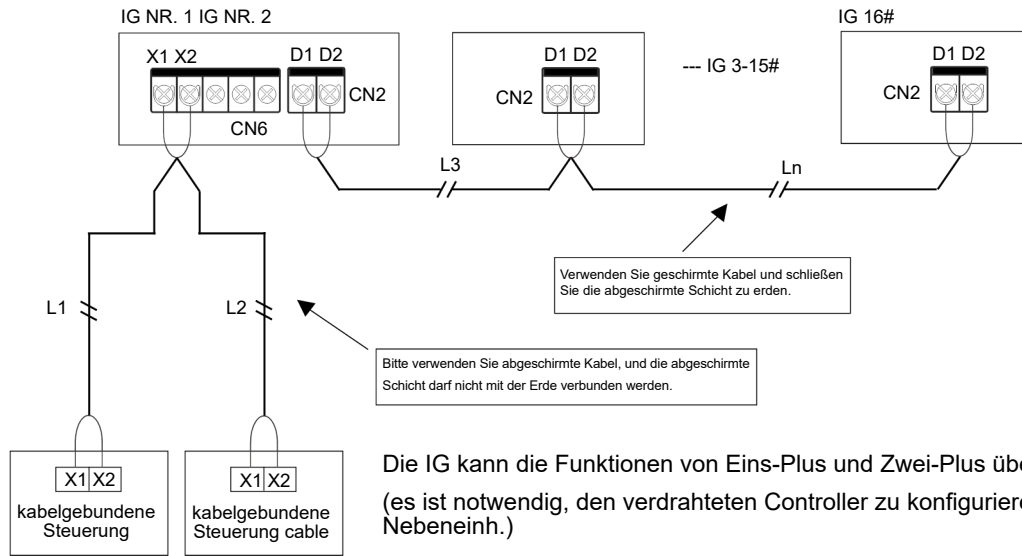 IG NR. 1 IG NR. 2
IG 16#
X1 X2
D1 D2
CN2
CN6
D1 D2
CN2
--- IG 3-15#
D1 D2
CN2
L3
Ln
Verwenden Sie geschirmte Kabel und schließen
Sie die abgeschirmte Schicht zu erden.
L1
L2
Bitte verwenden Sie abgeschirmte Kabel, und die abgeschirmte
Schicht darf nicht mit der Erde verbunden werden.
X1 X2
kabelgebundene
Steuerung
X1 X2
kabelgebundene
Steuerung cable
Die IG kann die Funktionen von Eins-Plus und Zwei-Plus übe
(es ist notwendig, den verdrahteten Controller zu konfiguriere
Nebeneinh.)